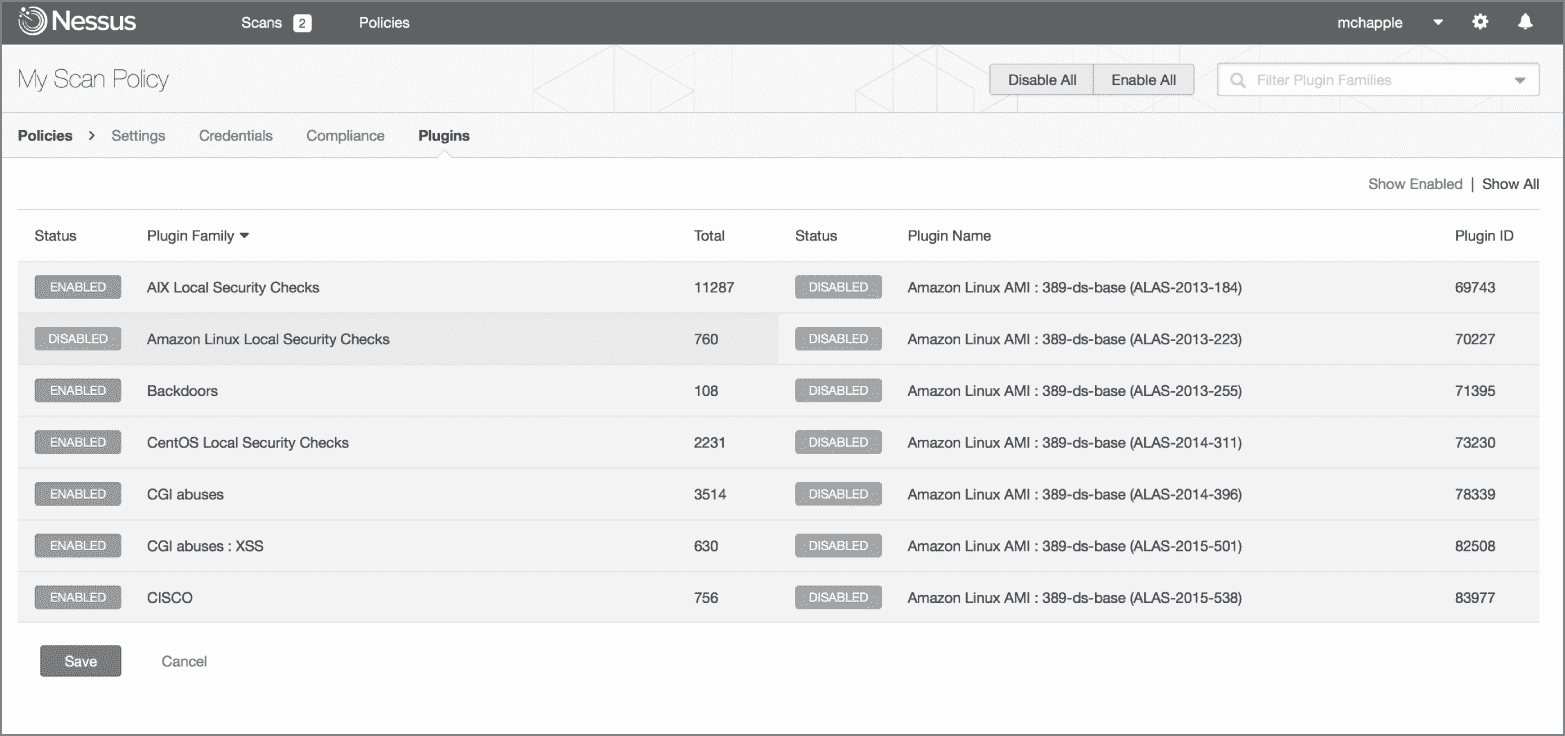 Nessus Scans 2 Policies mchapple
My Scan Policy Disable All Enable All Filter Plugin Families
Policies > Settings Credentials Compliance Plugins
Show Enabled | Show All
Status Plugin Family Total Status Plugin Name Plugin ID
ENABLED AIX Local Security Checks 11287 DISABLED Amazon Linux AMI : 389-ds-base (ALAS-2013-184) 69743
DISABLED Amazon Linux Local Security Checks 760 DISABLED Amazon Linux AMI : 389-ds-base (ALAS-2013-223) 70227
ENABLED Backdoors 108 DISABLED Amazon Linux AMI : 389-ds-base (ALAS-2013-255) 71395
ENABLED CentOS Local Security Checks 2231 DISABLED Amazon Linux AMI : 389-ds-base (ALAS-2014-311) 73230
ENABLED CGI abuses 3514 DISABLED Amazon Linux AMI : 389-ds-base (ALAS-2014-396) 78339
ENABLED CGI abuses : XSS 630 DISABLED Amazon Linux AMI : 389-ds-base (ALAS-2015-501) 82508
ENABLED CISCO 756 DISABLED Amazon Linux AMI : 389-ds-base (ALAS-2015-538) 83977
Save Cancel